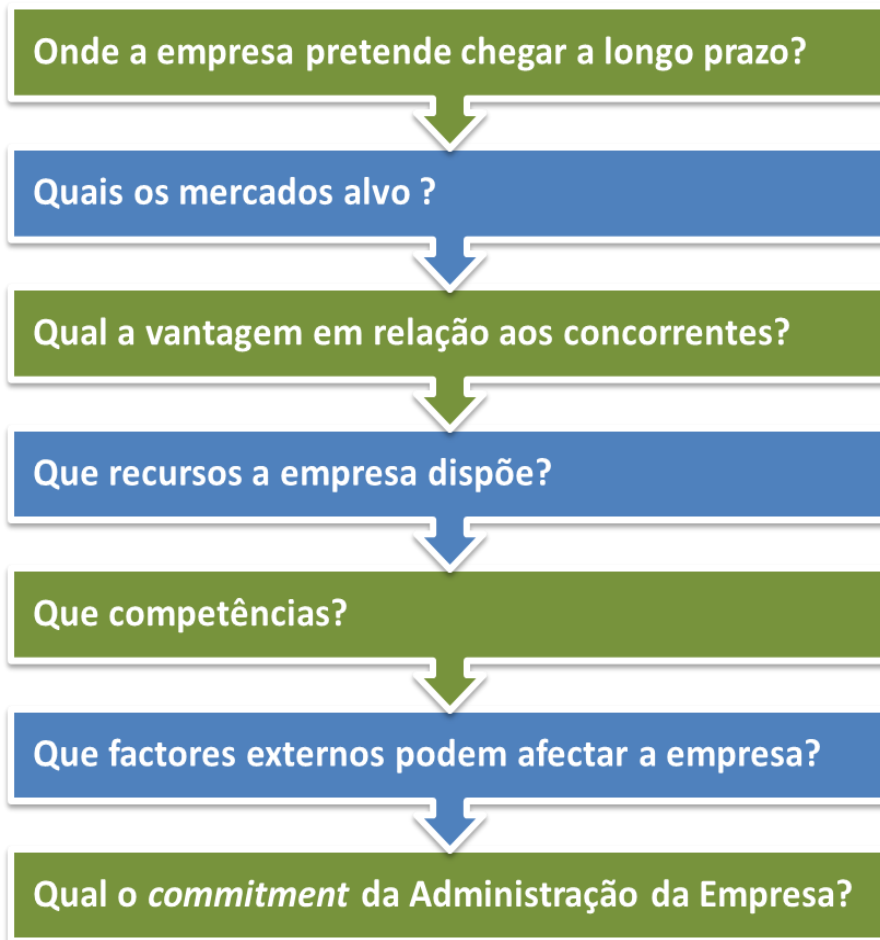 Onde a empresa pretende chegar a longo prazo?
Quais os mercados alvo ?
Qual a vantagem em relação aos concorrentes?
Que recursos a empresa dispõe?
Que competências?
Que factores externos podem afectar a empresa?
Qual o commitment da Administração da Empresa?